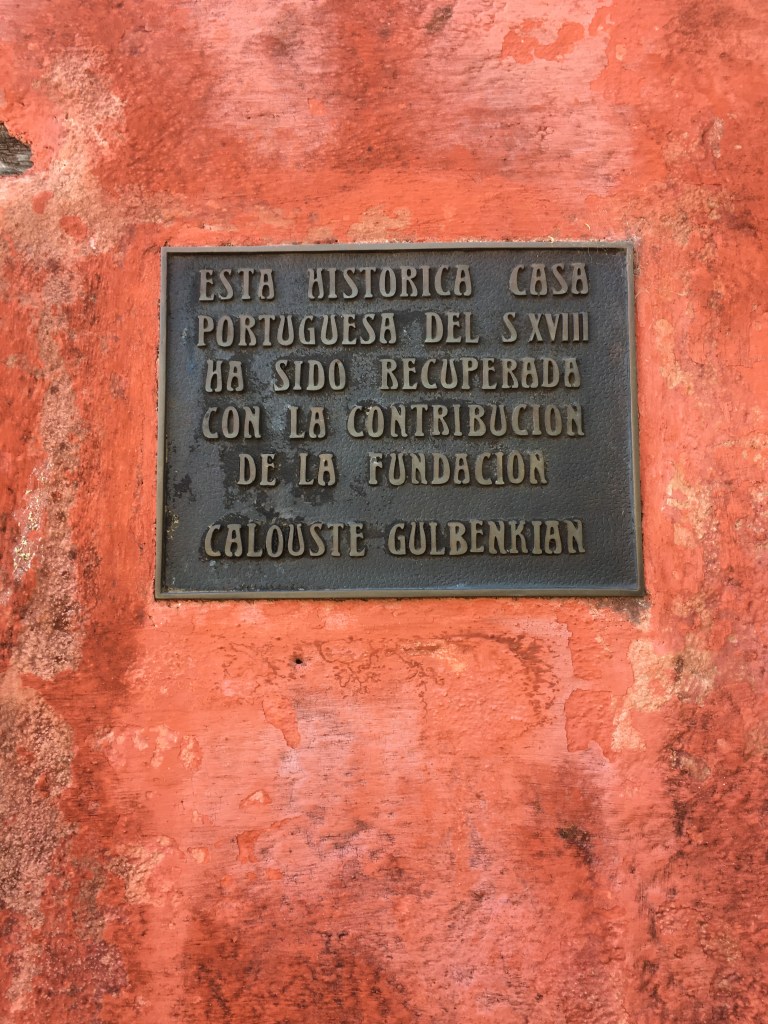 ESTA HISTORICA CASA
PORTUGUESA DEL S XVIII
HA SIDO RECUPERADA
CON LA CONTRIBUCION
DE LA FUNDACION
CALOUSTE GULBENKIAN